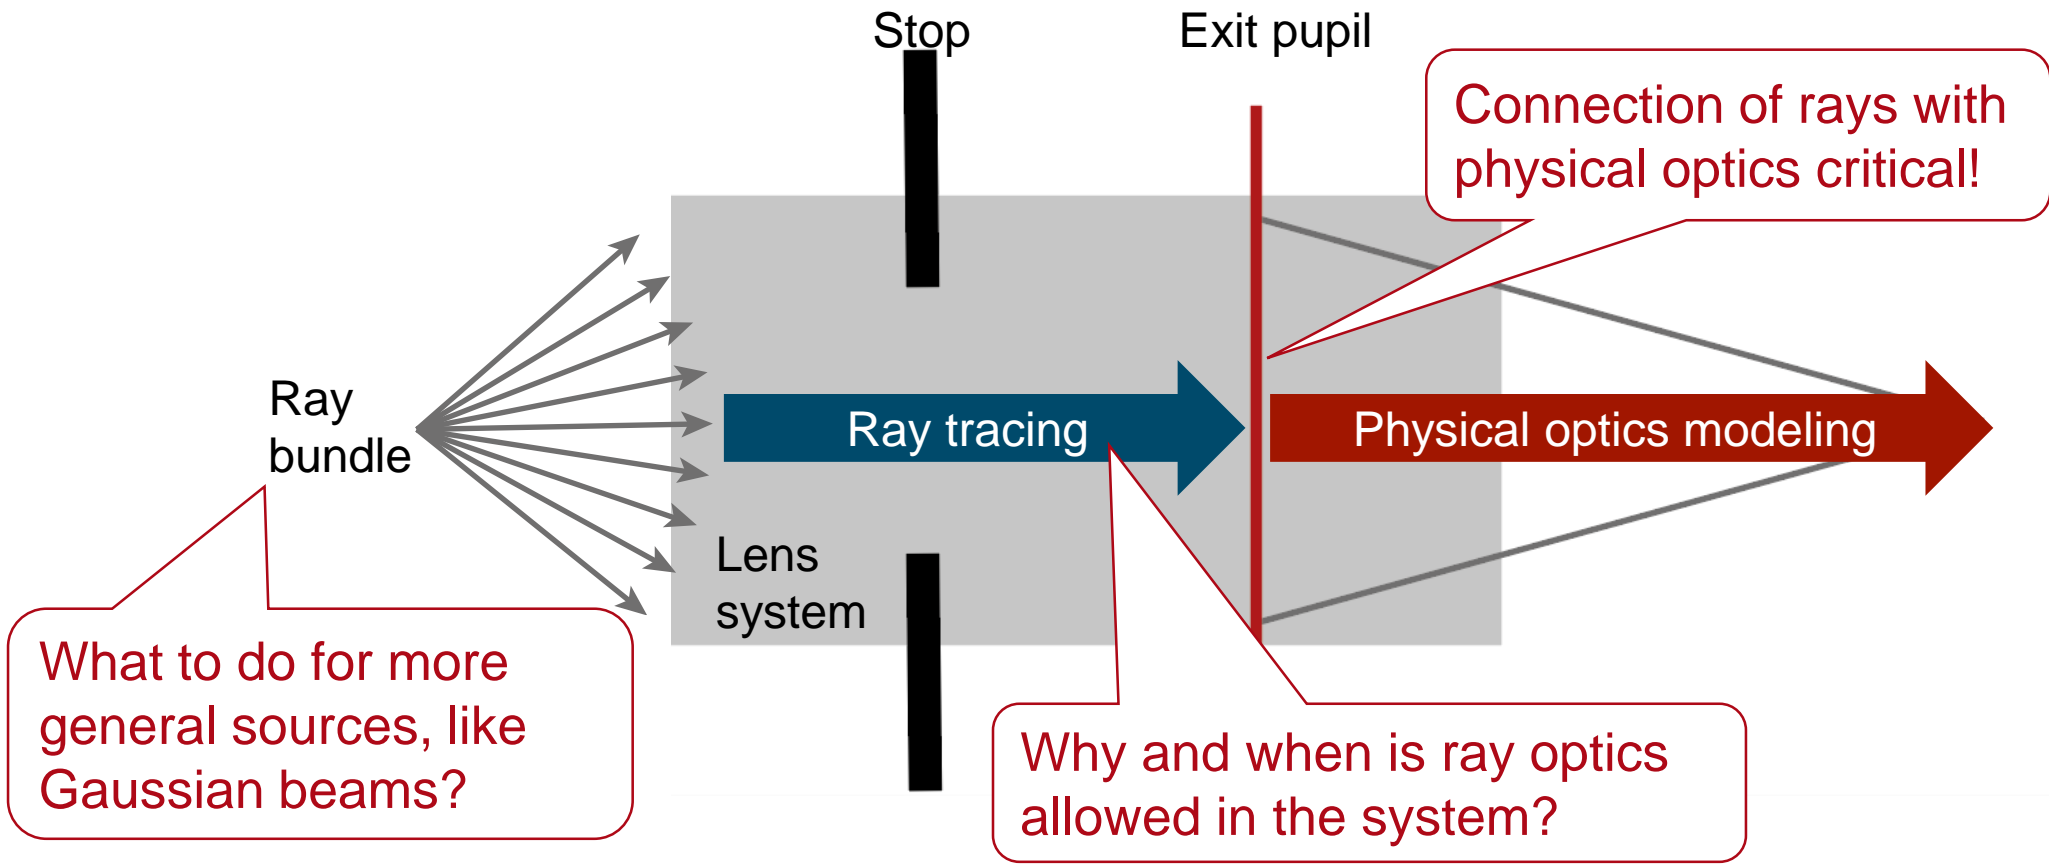 Stop
Exit pupil
Connection of rays with
physical optics critical!
Ray
bundle
Ray tracing
Physical optics modeling
Lens
system
What to do for more
general sources, like
Gaussian beams?
Why and when is ray optics
allowed in the system?